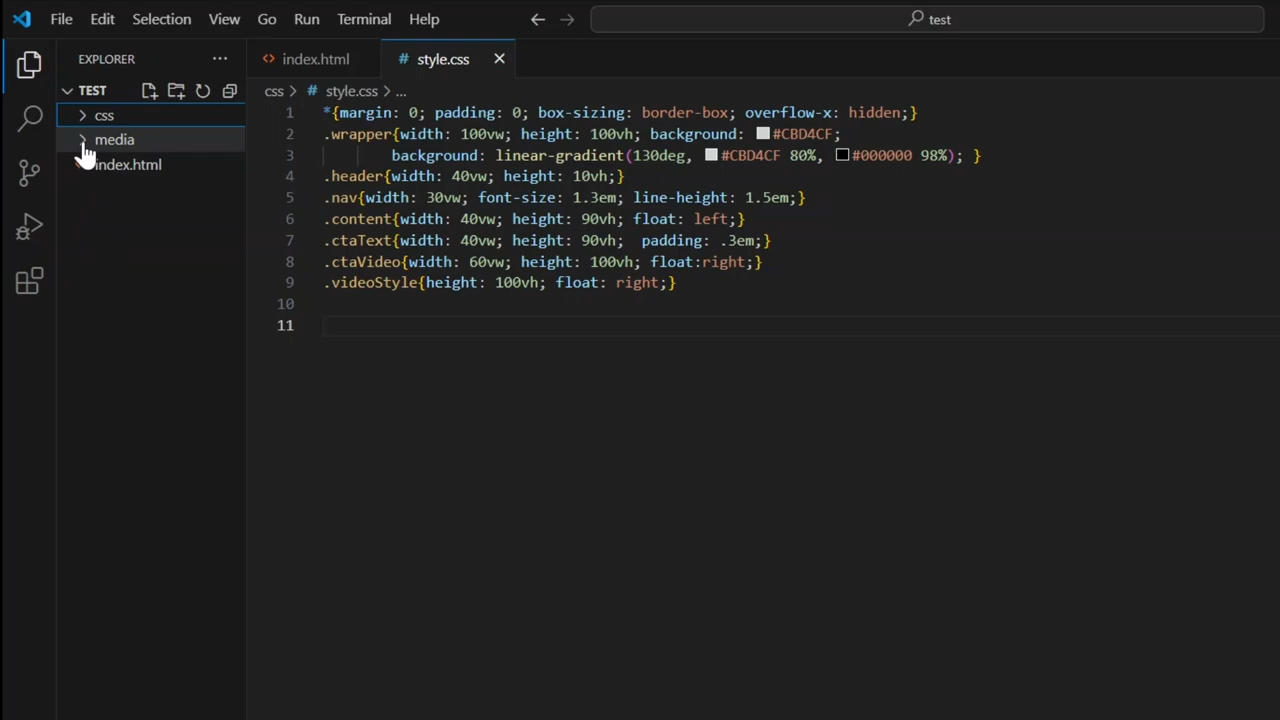 File Edit Selection View Go Run Terminal Help test
EXPLORER ...
TEST
css
media
index.html
index.html # style.css
css > # style.css > ...
1 *{margin: 0; padding: 0; box-sizing: border-box; overflow-x: hidden;}
2 .wrapper{width: 100vw; height: 100vh; background: #CBD4CF;
3 background: linear-gradient(130deg, #CBD4CF 80%, #000000 98%); }
4 .header{width: 40vw; height: 10vh;}
5 .nav{width: 30vw; font-size: 1.3em; line-height: 1.5em;}
6 .content{width: 40vw; height: 90vh; float: left;}
7 .ctaText{width: 40vw; height: 90vh;  padding: .3em;}
8 .ctaVideo{width: 60vw; height: 100vh; float:right;}
9 .videoStyle{height: 100vh; float: right;}
10
11